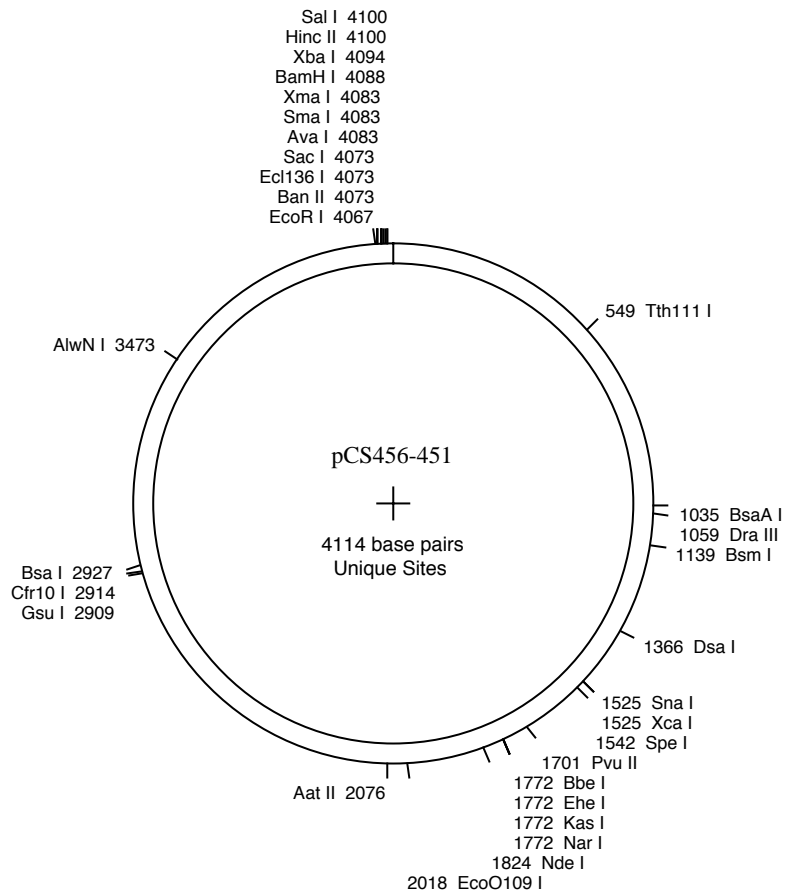 Sal I 4100
Hinc II 4100
Xba I 4094
BamH I 4088
Xma I 4083
Sma I 4083
Ava I 4083
Sac I 4073
Ecl136 I 4073
Ban II 4073
EcoR I 4067
549 Tth111 I
AlwN I 3473
pCS456-451
4114 base pairs
Unique Sites
1035 BsaA I
1059 Dra III
1139 Bsm I
Bsa I 2927
Cfr10 I 2914
Gsu I 2909
1366 Dsa I
1525 Sna I
1525 Xca I
1542 Spe I
1701 Pvu II
1772 Bbe I
1772 Ehe I
1772 Kas I
1772 Nar I
1824 Nde I
2018 EcoO109 I
Aat II 2076